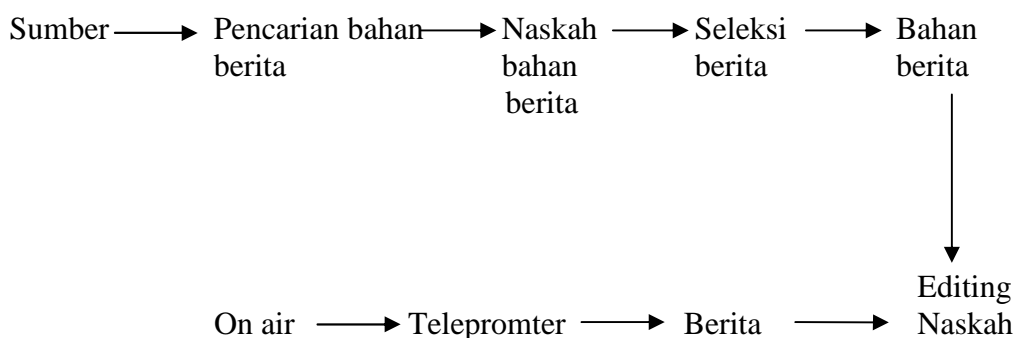 Sumber Pencarian bahan Naskah Seleksi Bahan
berita bahan berita berita
berita
Editing
On air Telepromter Berita Naskah